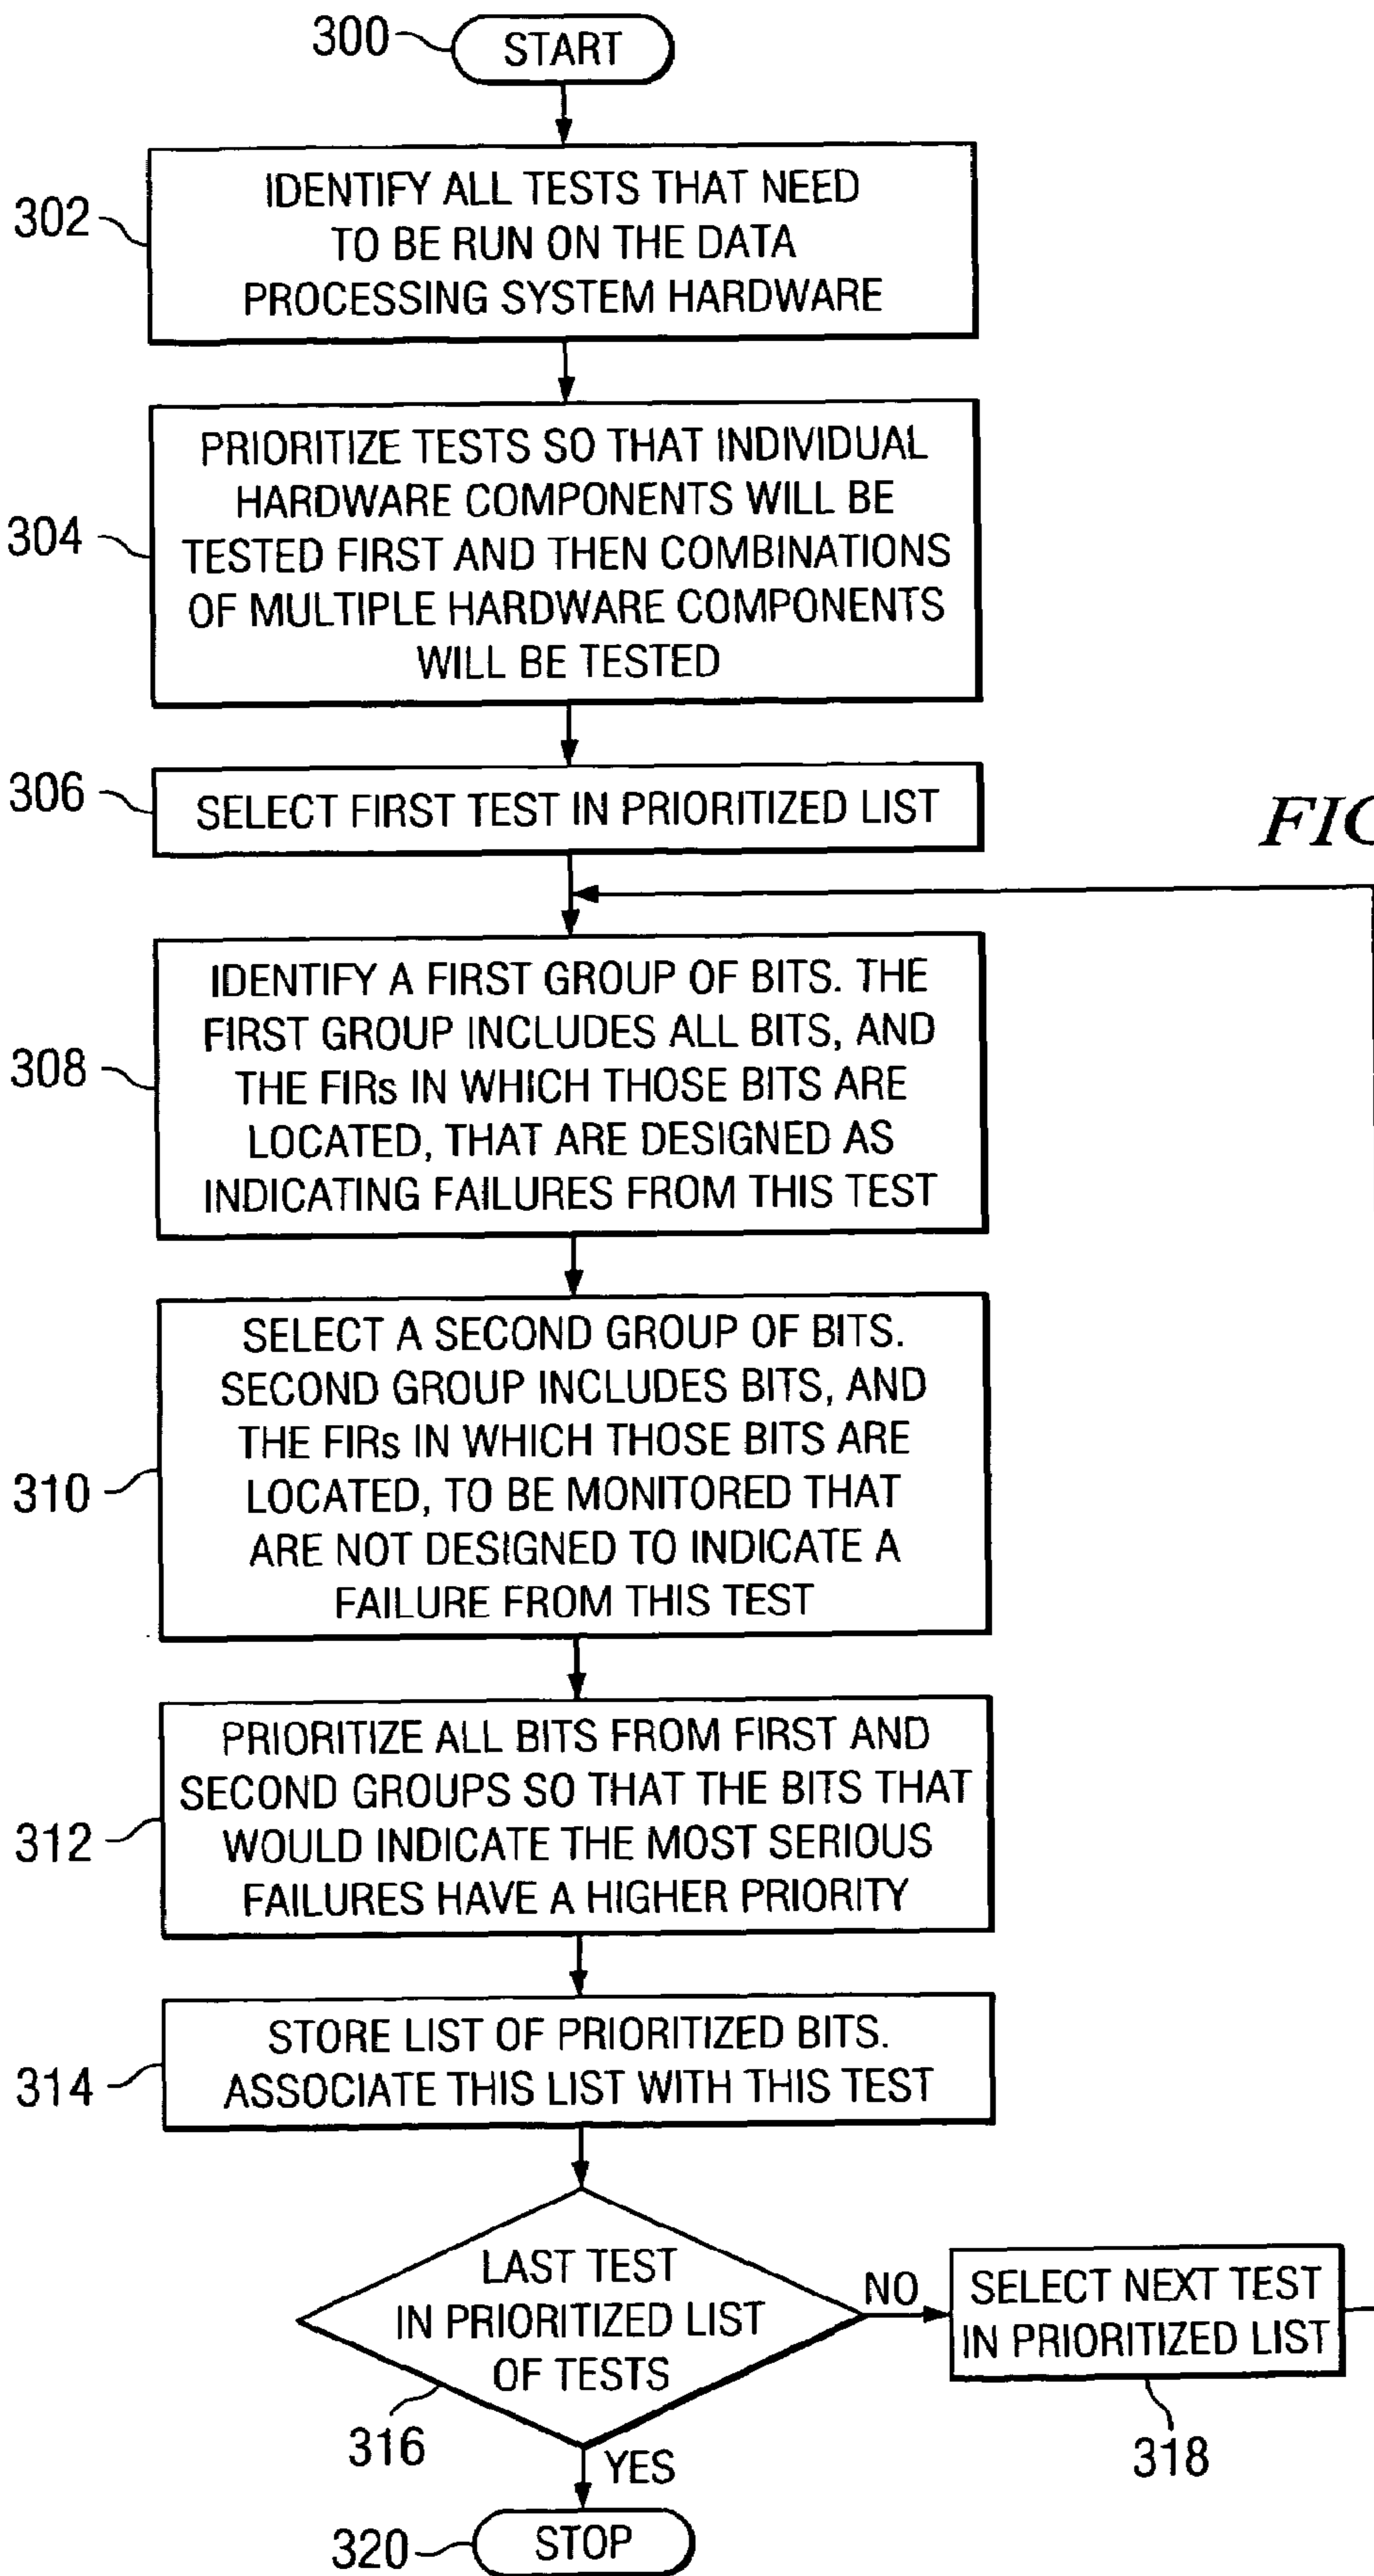 300
START
302
IDENTIFY ALL TESTS THAT NEED
TO BE RUN ON THE DATA
PROCESSING SYSTEM HARDWARE
304
PRIORITIZE TESTS SO THAT INDIVIDUAL
HARDWARE COMPONENTS WILL BE
TESTED FIRST AND THEN COMBINATIONS
OF MULTIPLE HARDWARE COMPONENTS
WILL BE TESTED
306
SELECT FIRST TEST IN PRIORITIZED LIST
308
IDENTIFY A FIRST GROUP OF BITS. THE
FIRST GROUP INCLUDES ALL BITS, AND
THE FIRs IN WHICH THOSE BITS ARE
LOCATED, THAT ARE DESIGNED AS
INDICATING FAILURES FROM THIS TEST
310
SELECT A SECOND GROUP OF BITS.
SECOND GROUP INCLUDES BITS, AND
THE FIRs IN WHICH THOSE BITS ARE
LOCATED, TO BE MONITORED THAT
ARE NOT DESIGNED TO INDICATE A
FAILURE FROM THIS TEST
312
PRIORITIZE ALL BITS FROM FIRST AND
SECOND GROUPS SO THAT THE BITS THAT
WOULD INDICATE THE MOST SERIOUS
FAILURES HAVE A HIGHER PRIORITY
314
STORE LIST OF PRIORITIZED BITS.
ASSOCIATE THIS LIST WITH THIS TEST
LAST TEST
IN PRIORITIZED LIST
OF TESTS
316
NO
SELECT NEXT TEST
IN PRIORITIZED LIST
318
YES
320
STOP